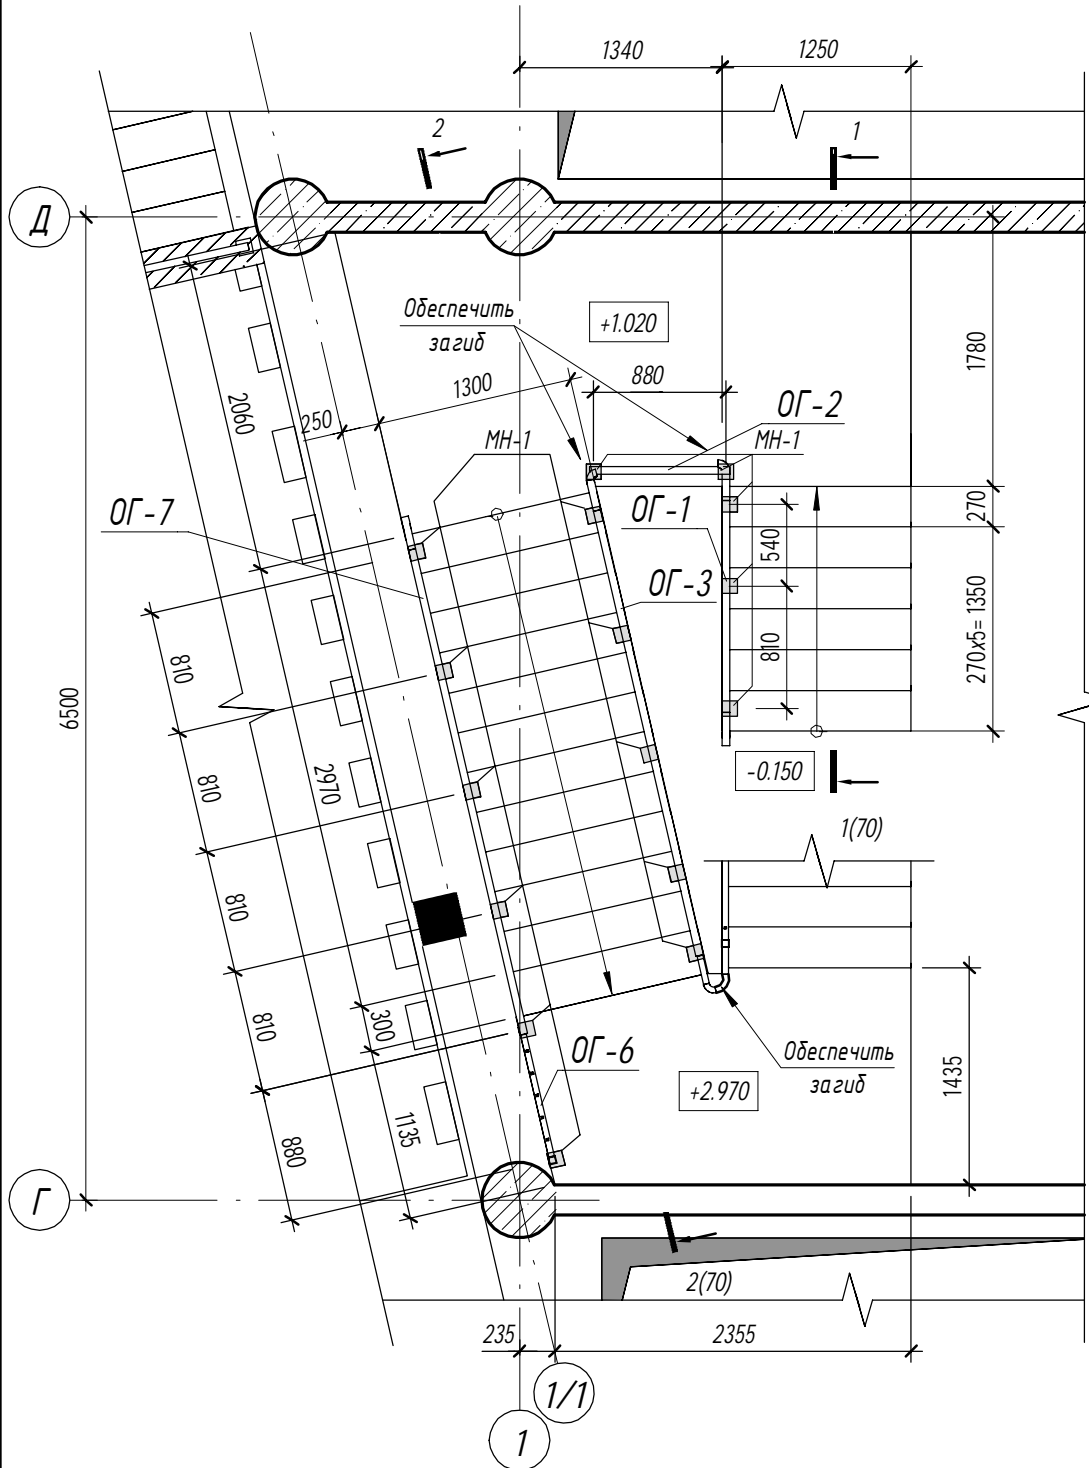 1340
1250
2
1
Д
Обеспечить
загиб
+1.020
1780
1300
880
ОГ-2
250
2060
МН-1
МН-1
ОГ-7
ОГ-1
270
540
ОГ-3
810
270х5= 1350
810
6500
810
2970
-0.150
1(70)
810
810
300
ОГ-6
Обеспечить
загиб
+2.970
1435
880
1135
Г
2(70)
235
2355
1/1
1